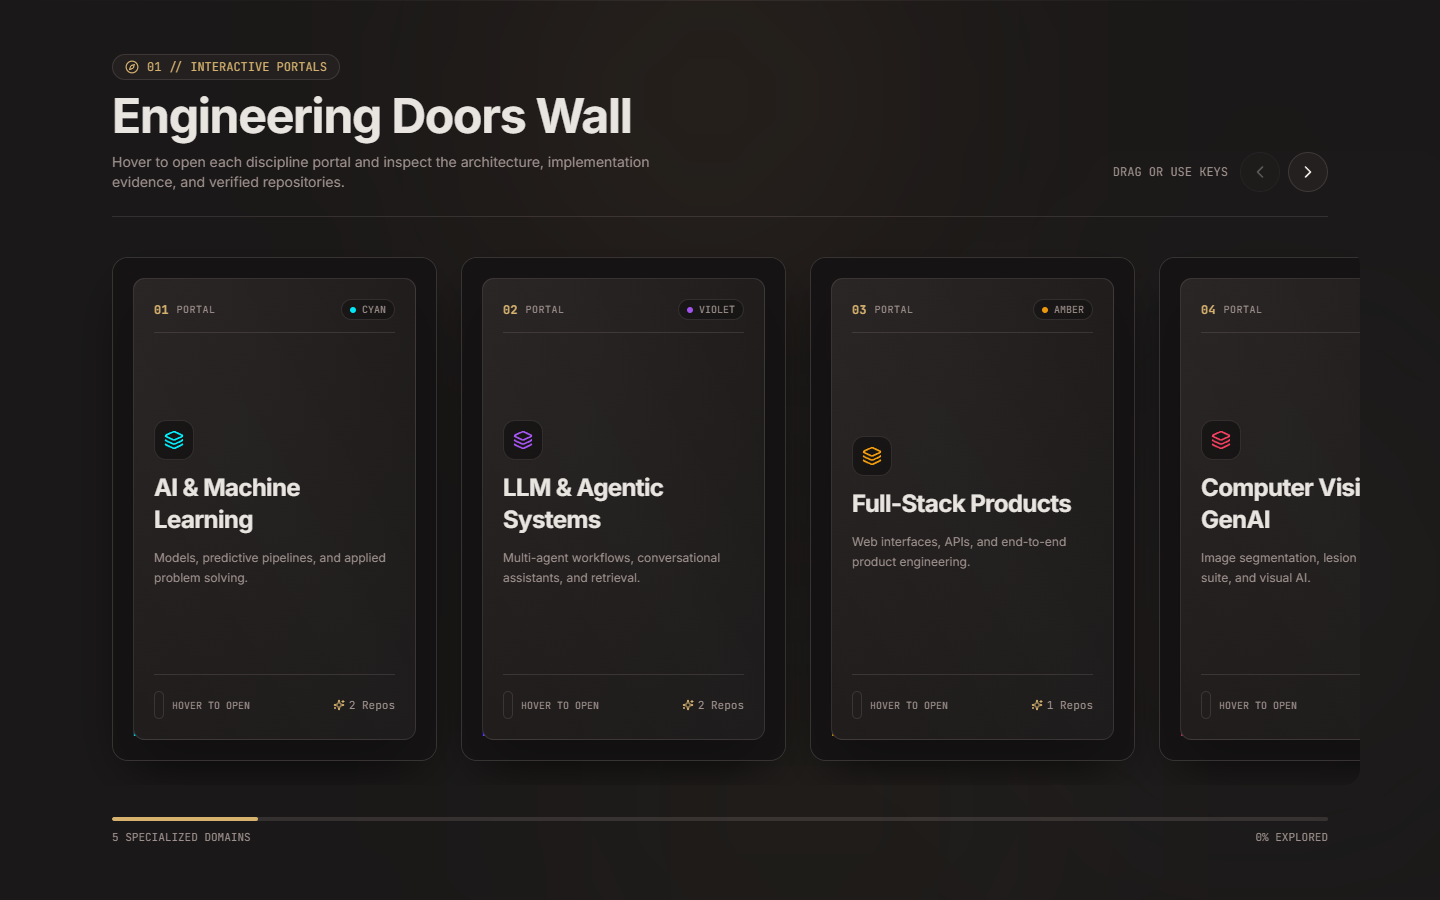 01 // INTERACTIVE PORTALS
Engineering Doors Wall
Hover to open each discipline portal and inspect the architecture, implementation
evidence, and verified repositories.
DRAG OR USE KEYS
01 PORTAL
CYAN
AI & Machine
Learning
Models, predictive pipelines, and applied
problem solving.
HOVER TO OPEN
2 Repos
02 PORTAL
VIOLET
LLM & Agentic
Systems
Multi-agent workflows, conversational
assistants, and retrieval.
HOVER TO OPEN
2 Repos
03 PORTAL
AMBER
Full-Stack Products
Web interfaces, APIs, and end-to-end
product engineering.
HOVER TO OPEN
1 Repos
04 PORTAL
Computer Visi
GenAI
Image segmentation, lesion
suite, and visual AI.
HOVER TO OPEN
5 SPECIALIZED DOMAINS
0% EXPLORED